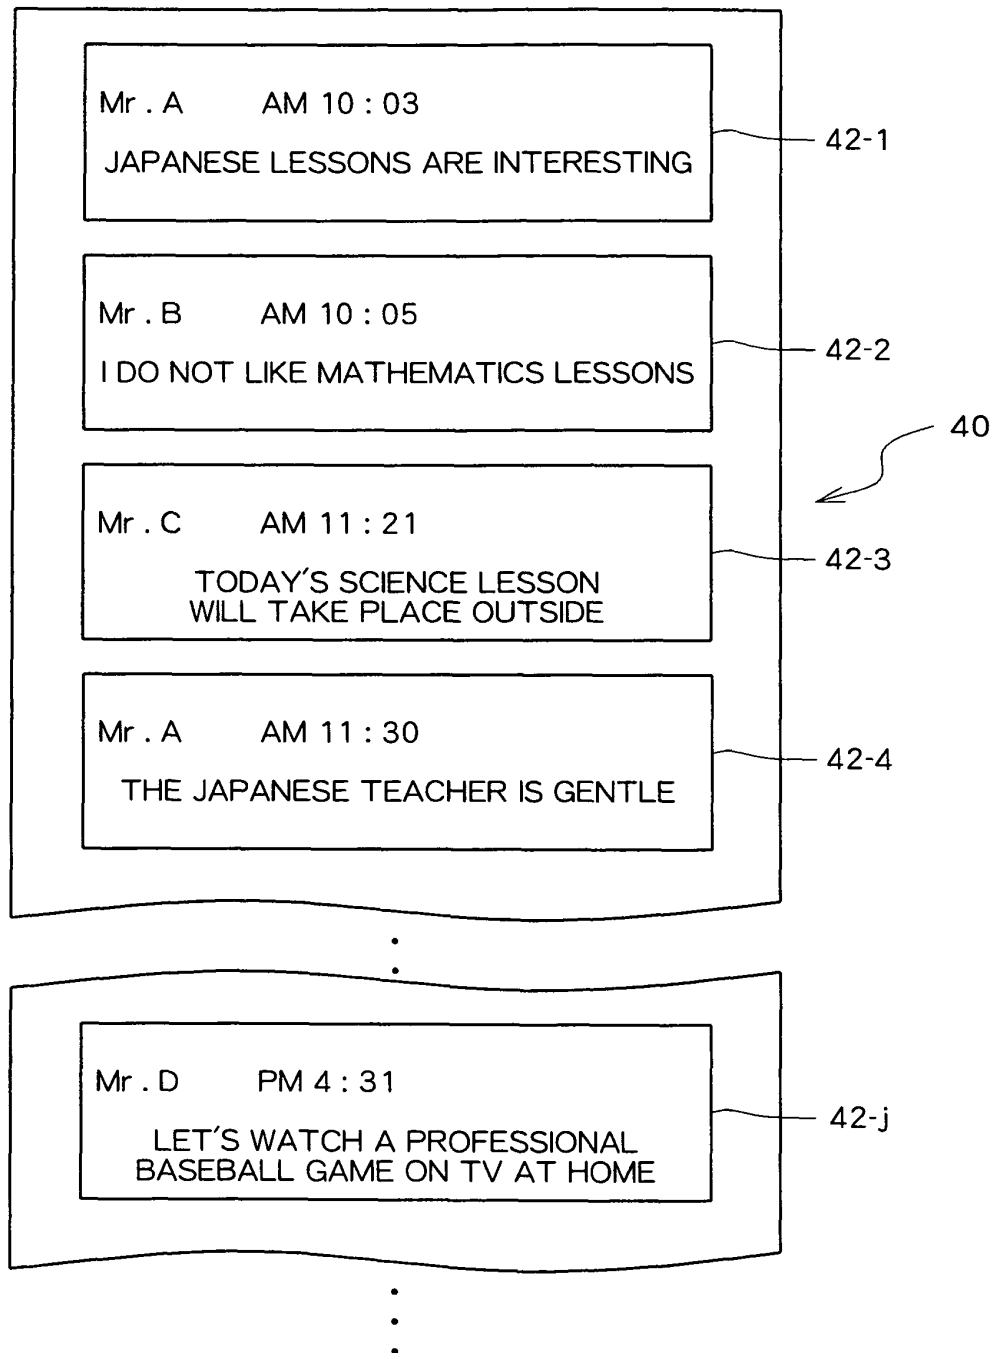 Mr. A AM 10 : 03
JAPANESE LESSONS ARE INTERESTING
42-1
Mr. B AM 10 : 05
I DO NOT LIKE MATHEMATICS LESSONS
42-2
40
Mr. C AM 11 : 21
TODAY'S SCIENCE LESSON
WILL TAKE PLACE OUTSIDE
42-3
Mr. A AM 11 : 30
THE JAPANESE TEACHER IS GENTLE
42-4
Mr. D PM 4 : 31
LET'S WATCH A PROFESSIONAL
BASEBALL GAME ON TV AT HOME
42-j